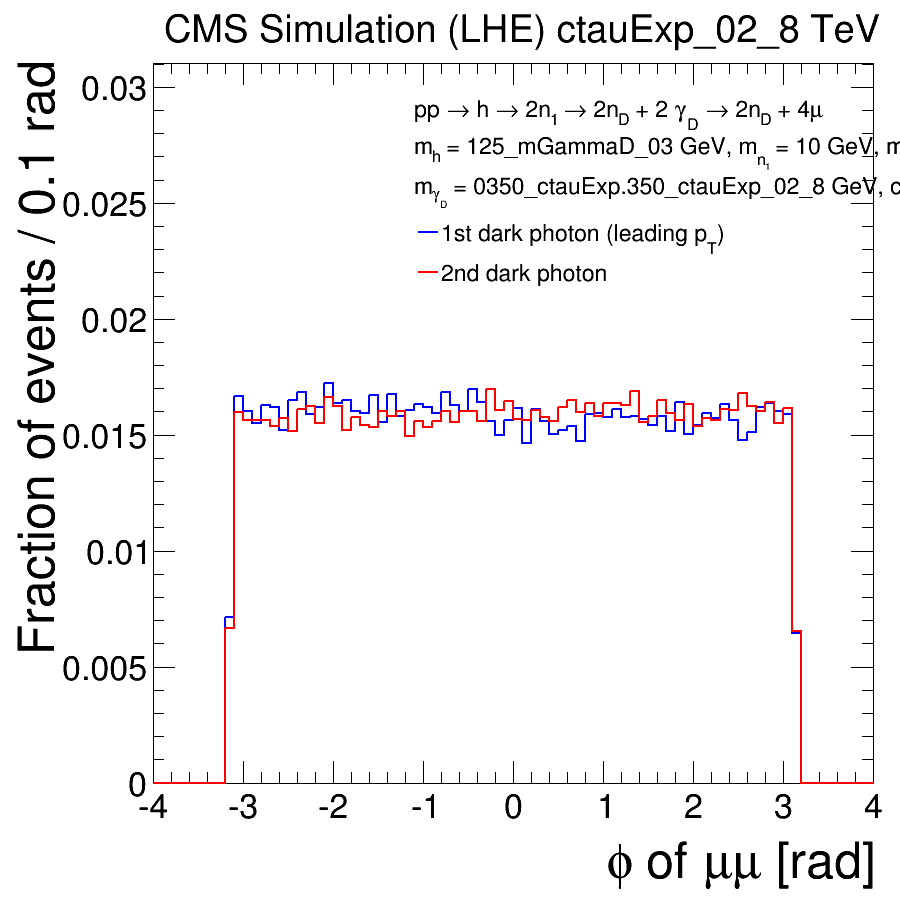 CMS Simulation (LHE) ctauExp_02_8 TeV
Fraction of events / 0.1 rad
0.03
0.025
0.02
0.015
0.01
0.005
0
pp → h → 2n1 → 2nD + 2 γD → 2nD + 4μ
mh = 125_mGammaD_03 GeV, mn1 = 10 GeV, m
mγD = 0350_ctauExp.350_ctauExp_02_8 GeV, c
1st dark photon (leading pT)
2nd dark photon
-4 -3 -2 -1 0 1 2 3 4
ϕ of μμ [rad]